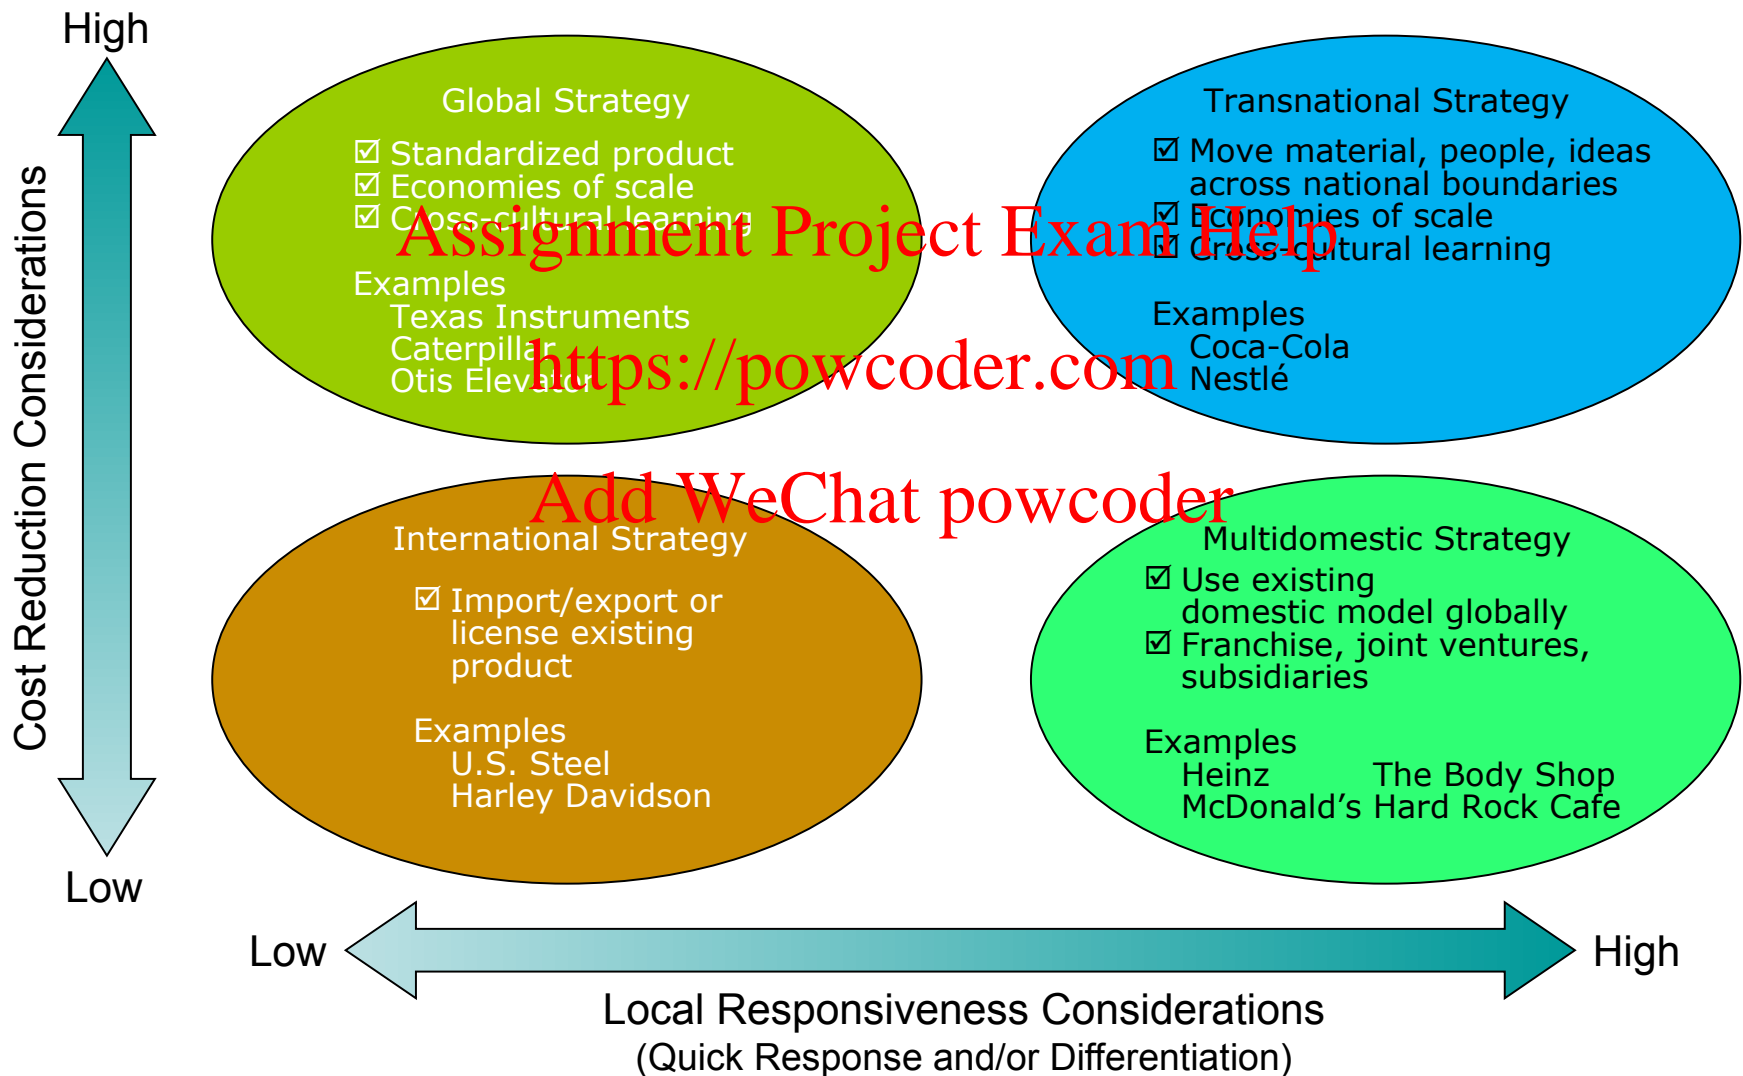 High
Cost Reduction Considerations
Low
Global Strategy
☑ Standardized product
☑ Economies of scale
☑ Cross-cultural learning
Examples
Texas Instruments
Caterpillar
Otis Elevator
Transnational Strategy
☑ Move material, people, ideas
across national boundaries
☑ Economies of scale
☑ Cross-cultural learning
Examples
Coca-Cola
Nestlé
Assignment Project Exam Help
https://powcoder.com
Add WeChat powcoder
International Strategy
☑ Import/export or
license existing
product
Examples
U.S. Steel
Harley Davidson
Multidomestic Strategy
☑ Use existing
domestic model globally
☑ Franchise, joint ventures,
subsidiaries
Examples
Heinz The Body Shop
McDonald’s Hard Rock Cafe
Low
High
Local Responsiveness Considerations
(Quick Response and/or Differentiation)